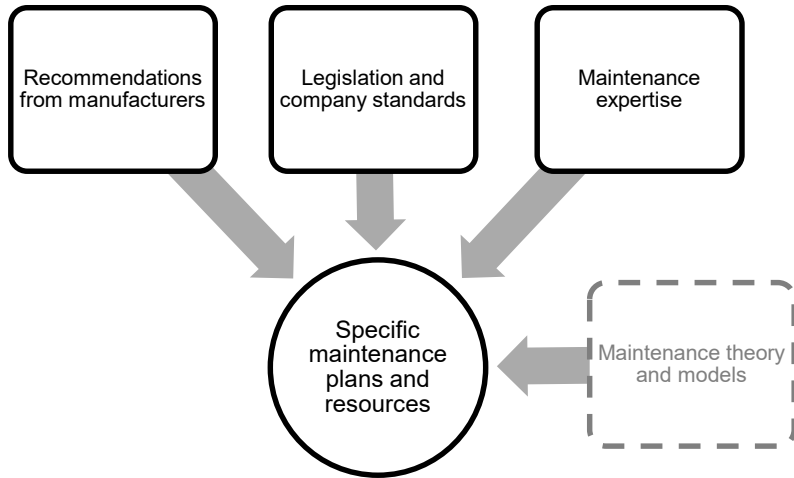 Recommendations
from manufacturers
Legislation and
company standards
Maintenance
expertise
Specific
maintenance
plans and
resources
Maintenance theory
and models